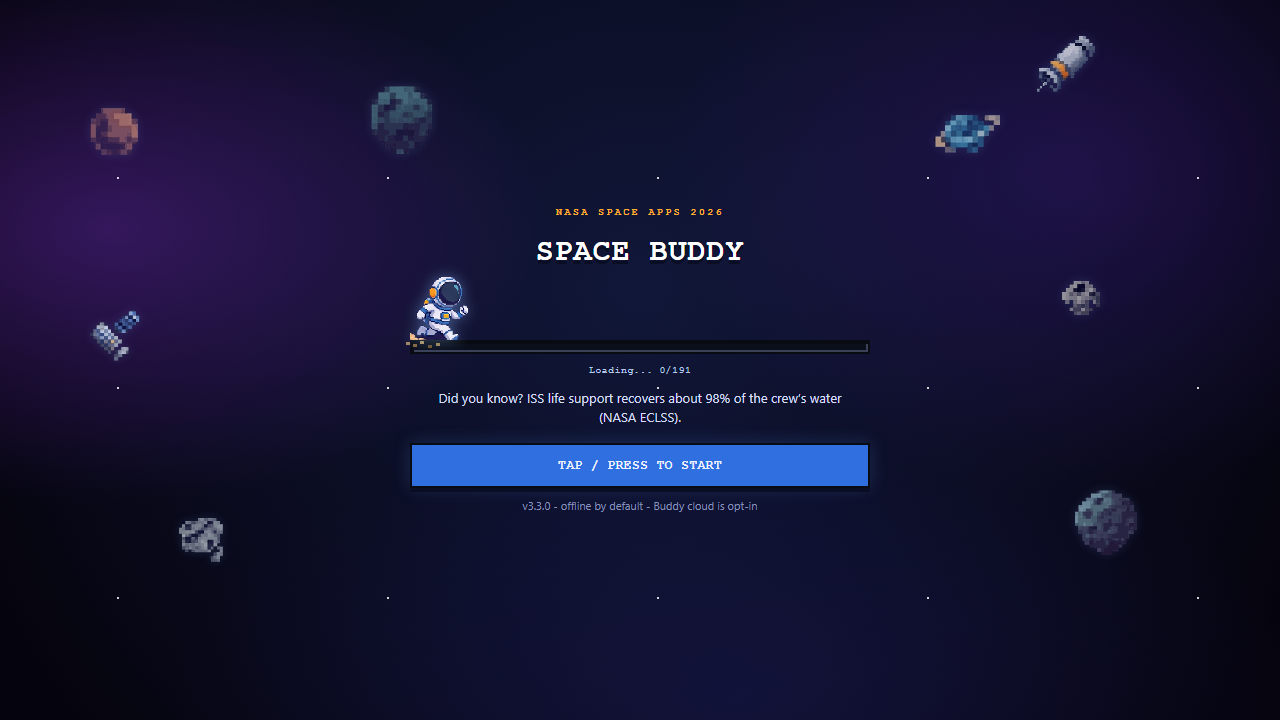 NASA SPACE APPS 2026
SPACE BUDDY
Loading... 0/191
Did you know? ISS life support recovers about 98% of the crew's water
(NASA ECLSS).
TAP / PRESS TO START
v3.3.0 - offline by default - Buddy cloud is opt-in